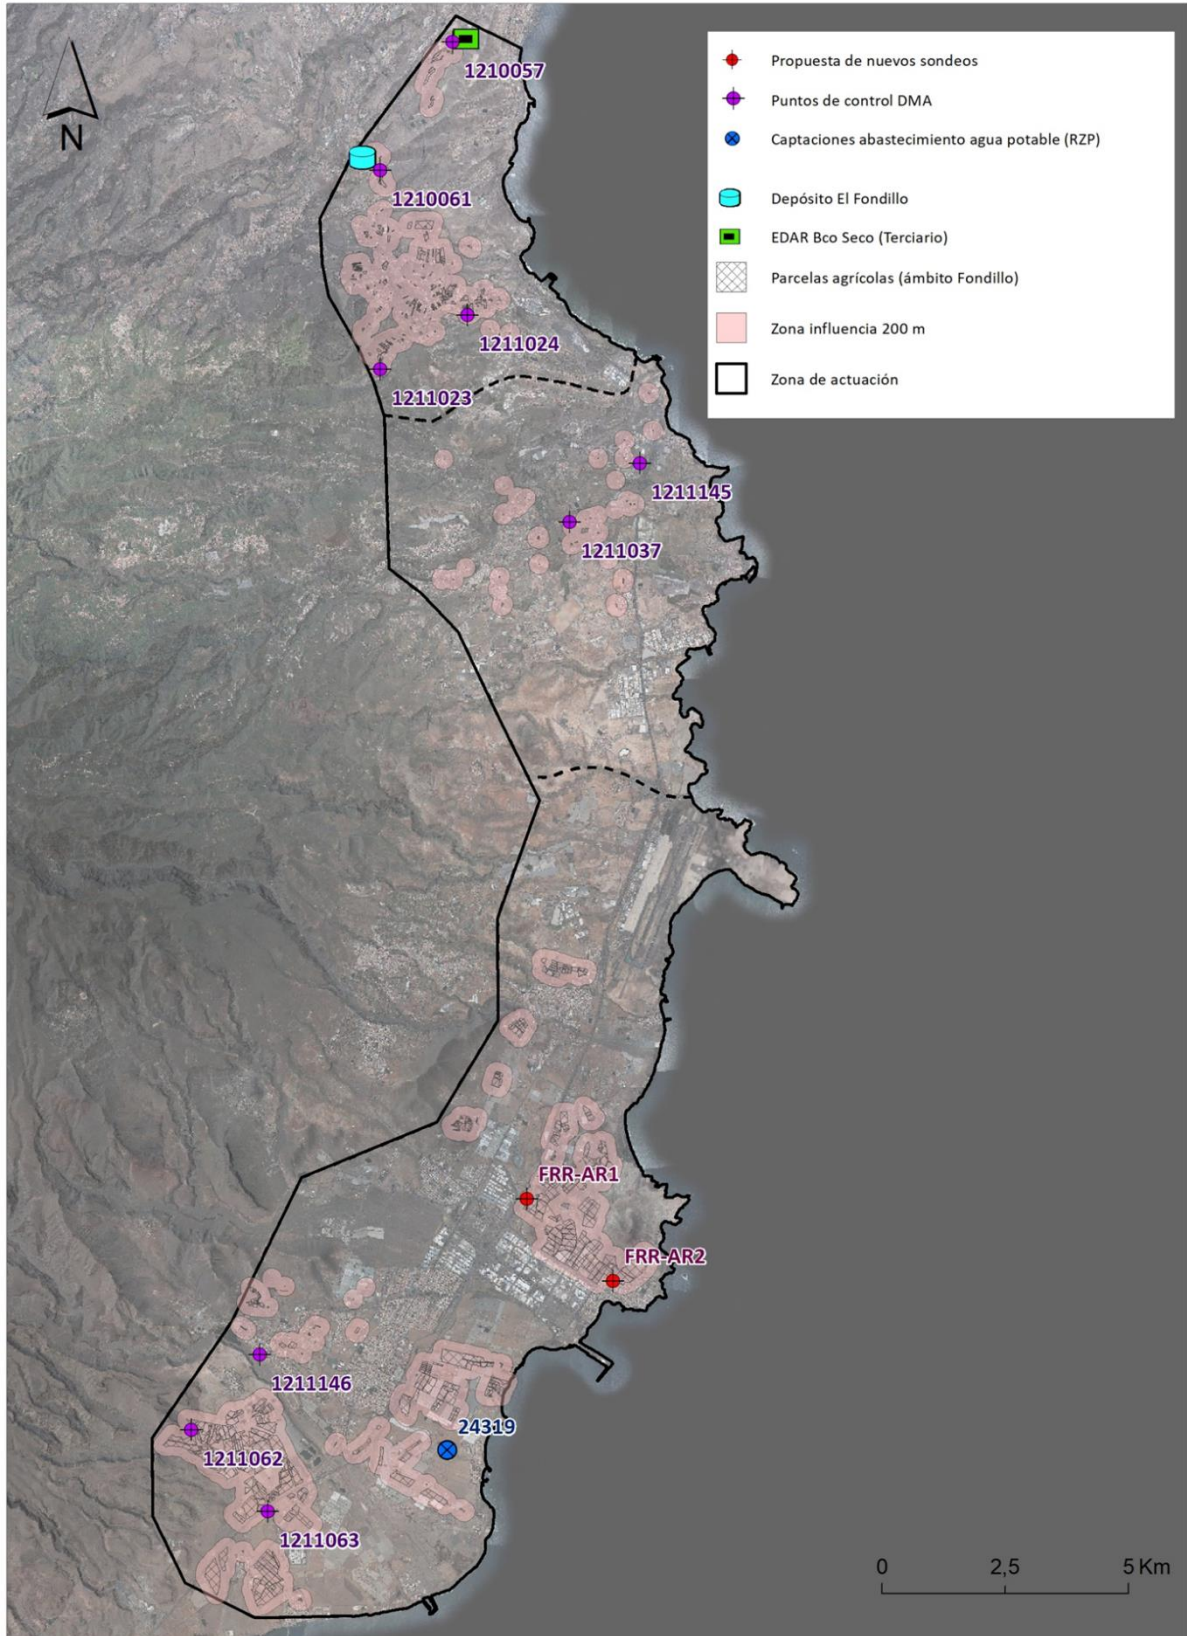 N
Propuesta de nuevos sondeos
Puntos de control DMA
Captaciones abastecimiento agua potable (RZP)
Depósito El Fondillo
EDAR Bco Seco (Terciario)
Parcelas agrícolas (ámbito Fondillo)
Zona influencia 200 m
Zona de actuación
1210057
1210061
1211024
1211023
1211145
1211037
FRR-AR1
FRR-AR2
1211146
24319
1211062
1211063
0 2,5 5 Km